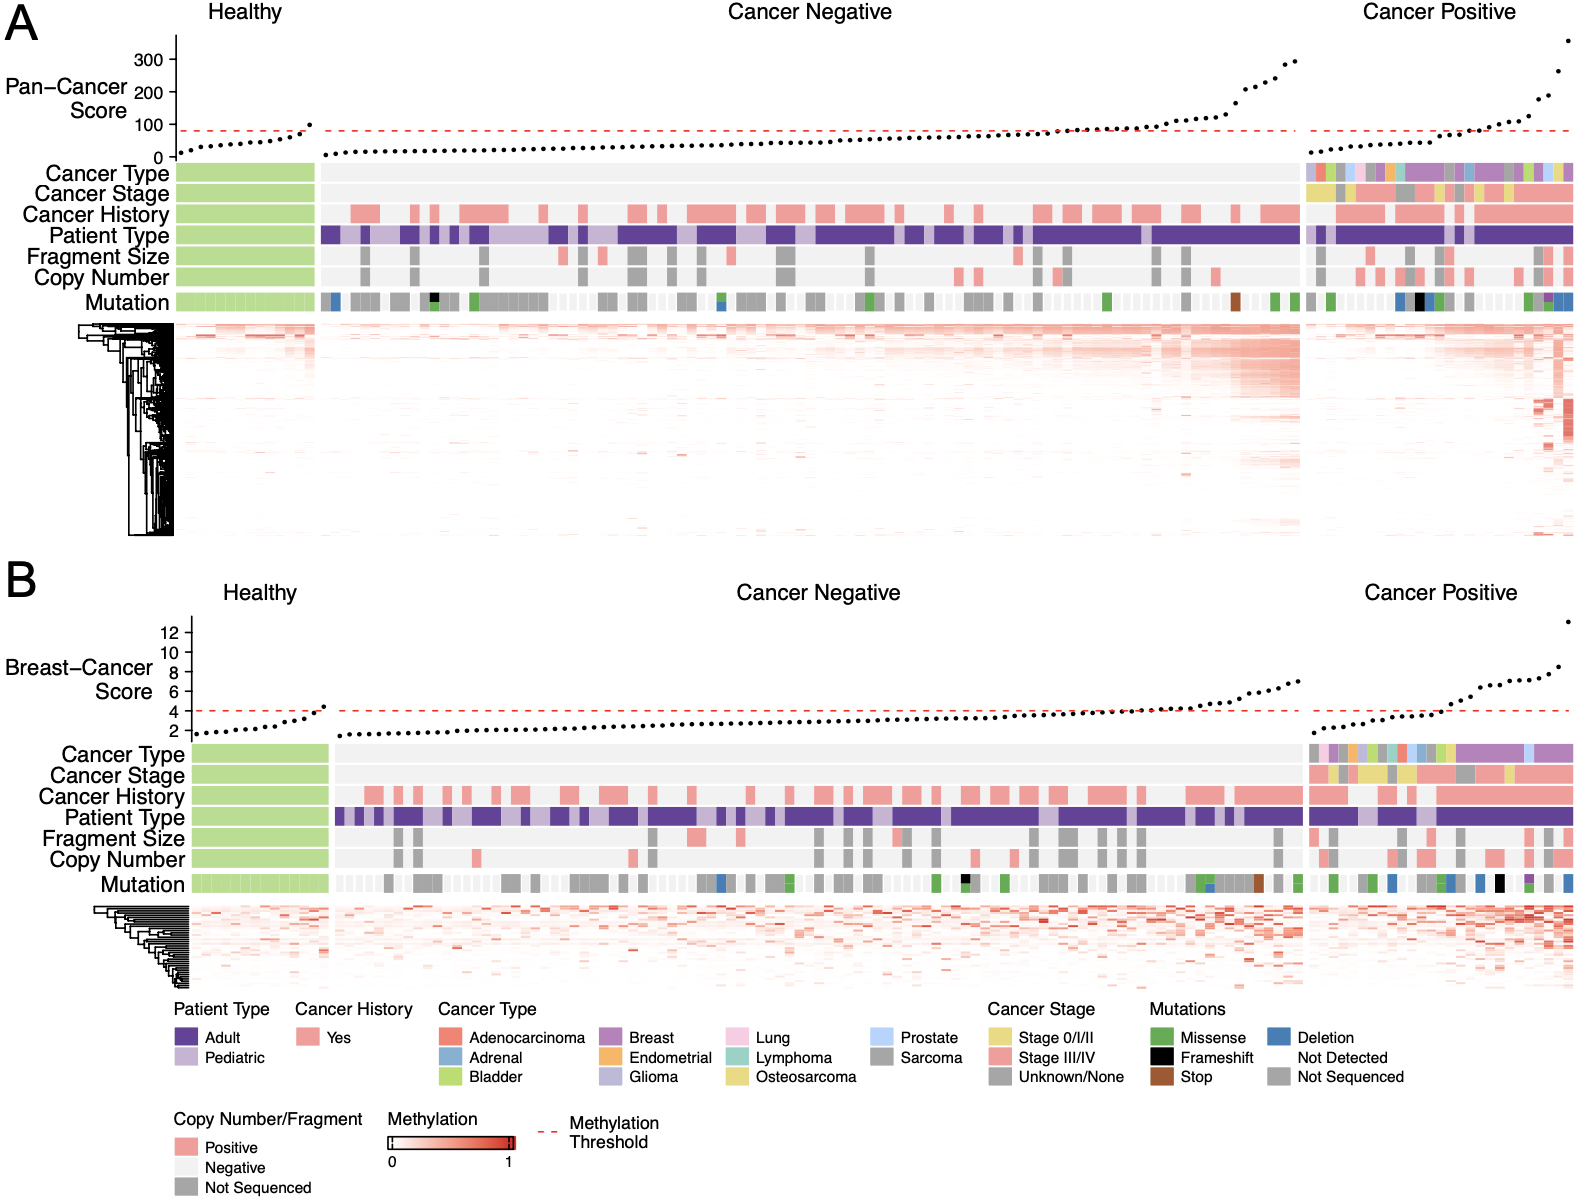 A
Healthy
Cancer Negative
Cancer Positive
Pan−Cancer
Score
300
200
100
0
Cancer Type
Cancer Stage
Cancer History
Patient Type
Fragment Size
Copy Number
Mutation
B
Healthy
Cancer Negative
Cancer Positive
Breast−Cancer
Score
12
10
8
6
4
2
Cancer Type
Cancer Stage
Cancer History
Patient Type
Fragment Size
Copy Number
Mutation
Patient Type
Adult
Pediatric
Cancer History
Yes
Cancer Type
Adenocarcinoma
Adrenal
Bladder
Breast
Endometrial
Glioma
Lung
Lymphoma
Osteosarcoma
Prostate
Sarcoma
Cancer Stage
Stage 0/I/II
Stage III/IV
Unknown/None
Mutations
Missense
Frameshift
Stop
Deletion
Not Detected
Not Sequenced
Copy Number/Fragment
Positive
Negative
Not Sequenced
Methylation
0 1
Methylation
Threshold